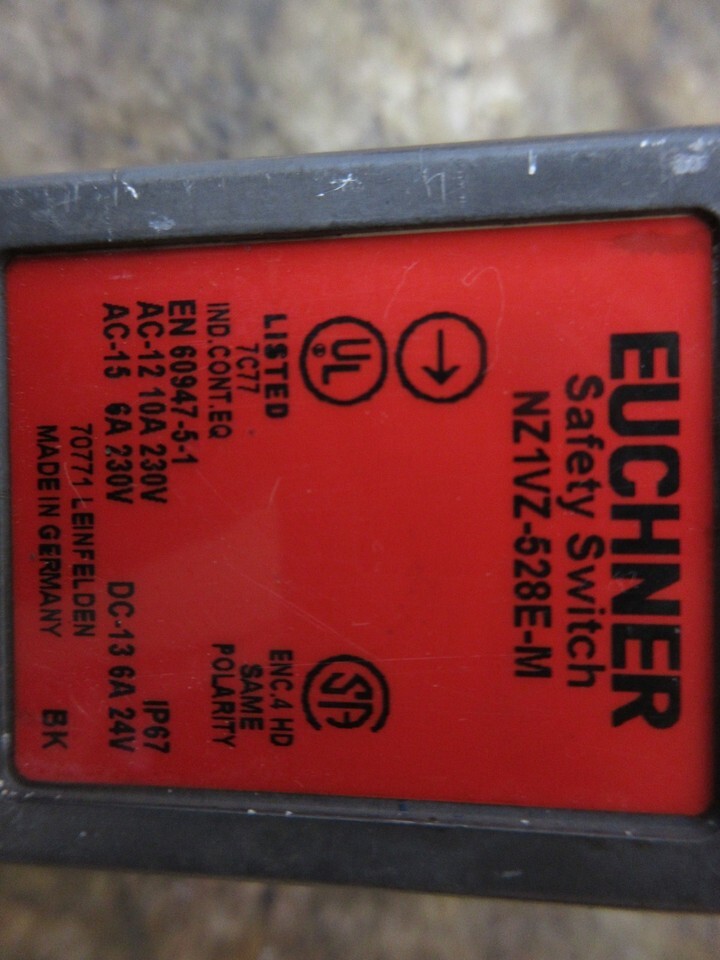 EUCHNER
Safety Switch
NZ1VZ-528E-M
UL®
LISTED
7C77
IND.CONT.EQ
SA
ENC.4 HD
SAME
POLARITY
EN 60947-5-1
AC-12 10A 230V IP67
AC-15 6A 230V DC-13 6A 24V
70771 LEINFELDEN
MADE IN GERMANY BK